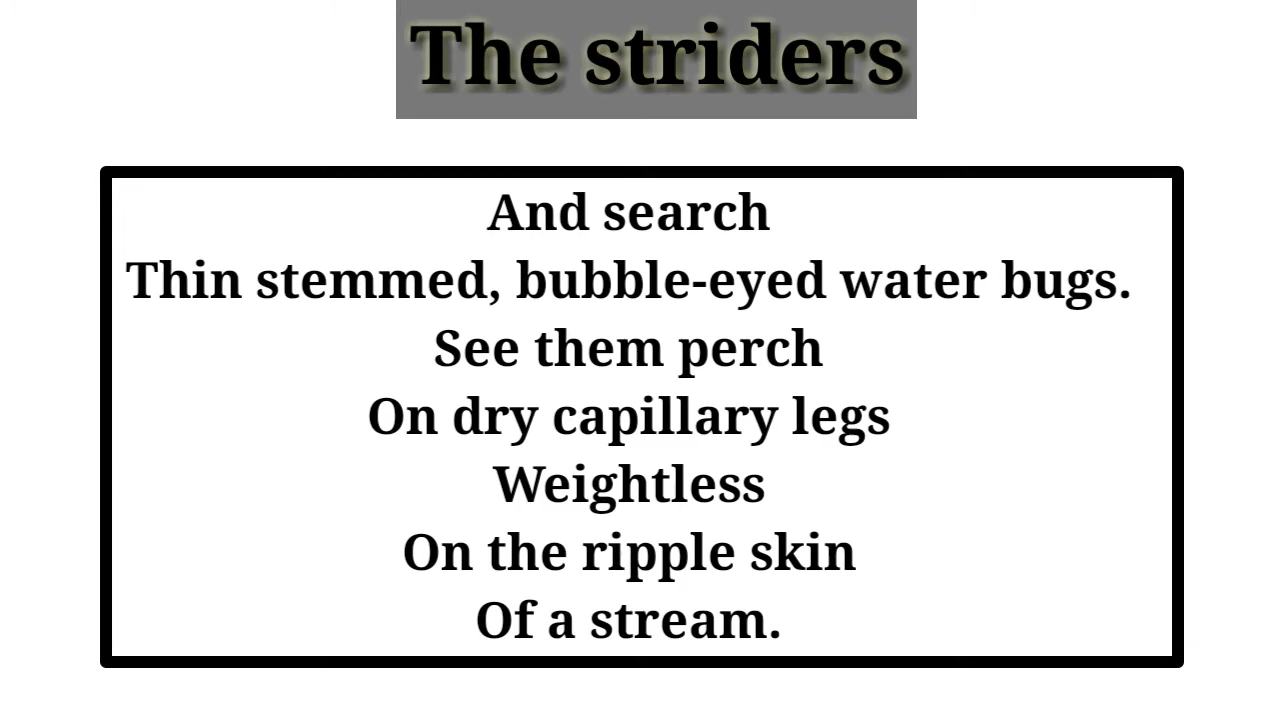 The striders
And search
Thin stemmed, bubble-eyed water bugs.
See them perch
On dry capillary legs
Weightless
On the ripple skin
Of a stream.